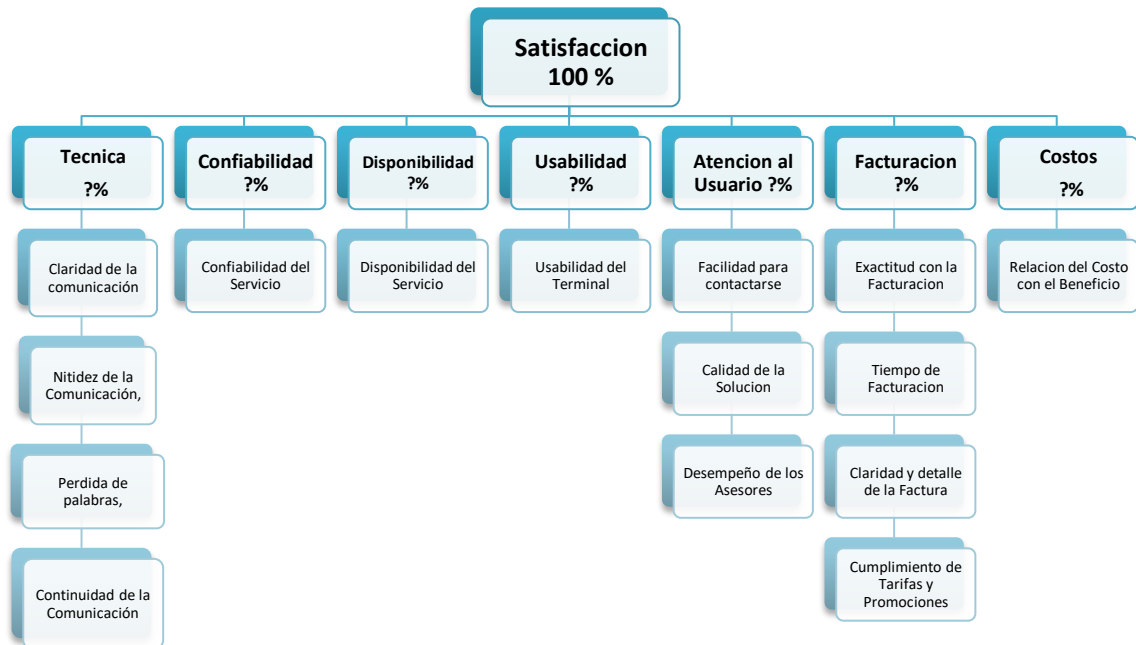 Satisfaccion
100 %
Tecnica
?%
Confiabilidad
?%
Disponibilidad
?%
Usabilidad
?%
Atencion al
Usuario ?%
Facturacion
?%
Costos
?%
Claridad de la
comunicación
Nitidez de la
Comunicación,
Perdida de
palabras,
Continuidad de la
Comunicación
Confiabilidad del
Servicio
Disponibilidad del
Servicio
Usabilidad del
Terminal
Facilidad para
contactarse
Calidad de la
Solucion
Desempeño de los
Asesores
Exactitud con la
Facturacion
Tiempo de
Facturacion
Claridad y detalle
de la Factura
Cumplimiento de
Tarifas y
Promociones
Relacion del Costo
con el Beneficio